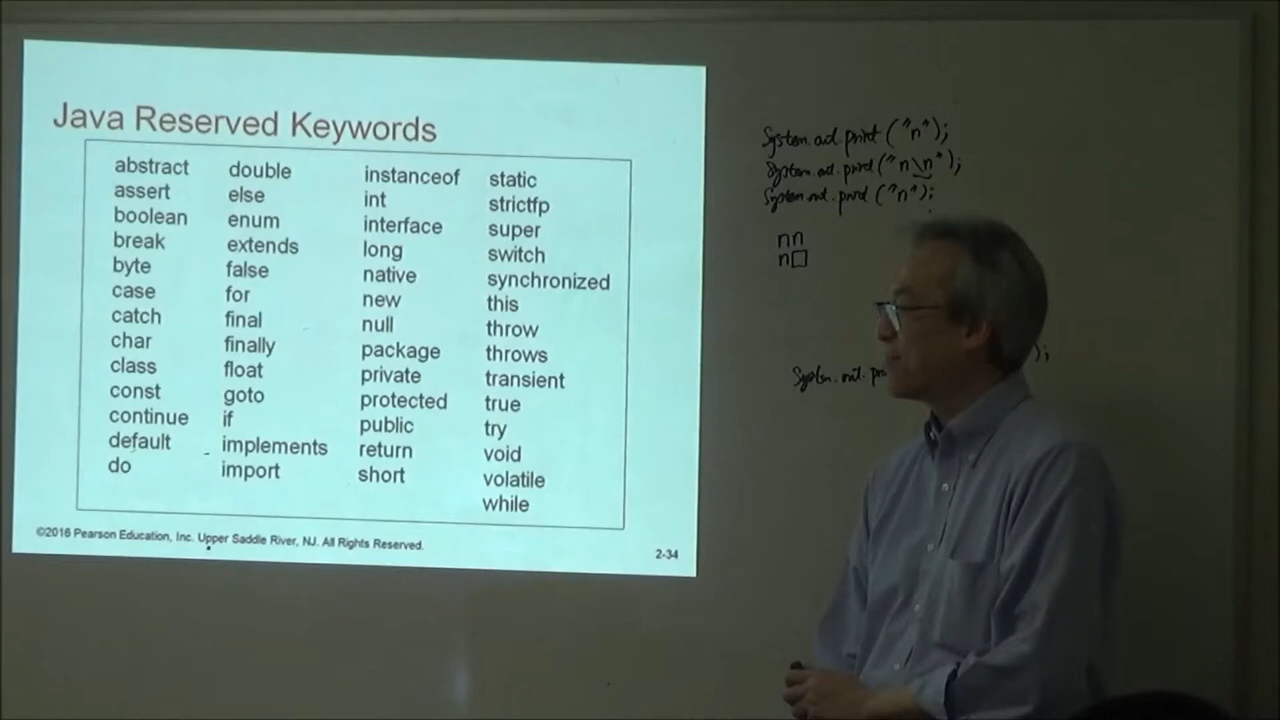 Java Reserved Keywords
abstract
assert
boolean
break
byte
case
catch
char
class
const
continue
default
do
double
else
enum
extends
false
for
final
finally
float
goto
if
implements
import
instanceof
int
interface
long
native
new
null
package
private
protected
public
return
short
static
strictfp
super
switch
synchronized
this
throw
throws
transient
true
try
void
volatile
while
©2016 Pearson Education, Inc. Upper Saddle River, NJ. All Rights Reserved.
2-34
System.out.print("n");
System.out.print("n\n");
System.out.print("n");
nn
n
System.out.pr
);